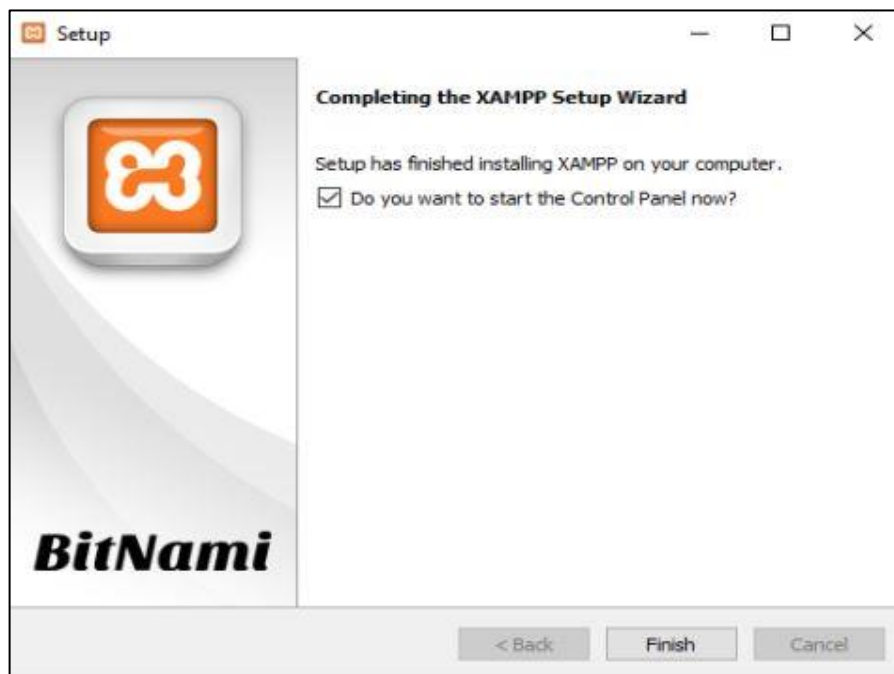 Setup
Completing the XAMPP Setup Wizard
Setup has finished installing XAMPP on your computer.
Do you want to start the Control Panel now?
BitNami
< Back
Finish
Cancel